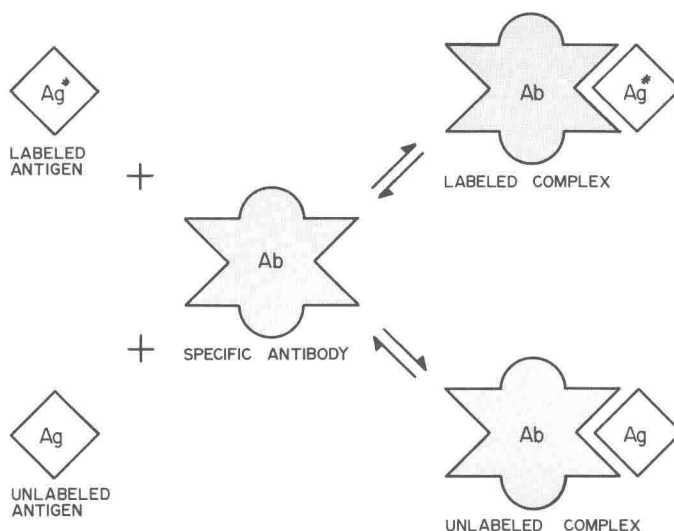 Ag*
LABELED
ANTIGEN
+
Ab
Ag*
LABELED COMPLEX
Ab
+
SPECIFIC ANTIBODY
Ag
UNLABELED
ANTIGEN
Ab
Ag
UNLABELED COMPLEX